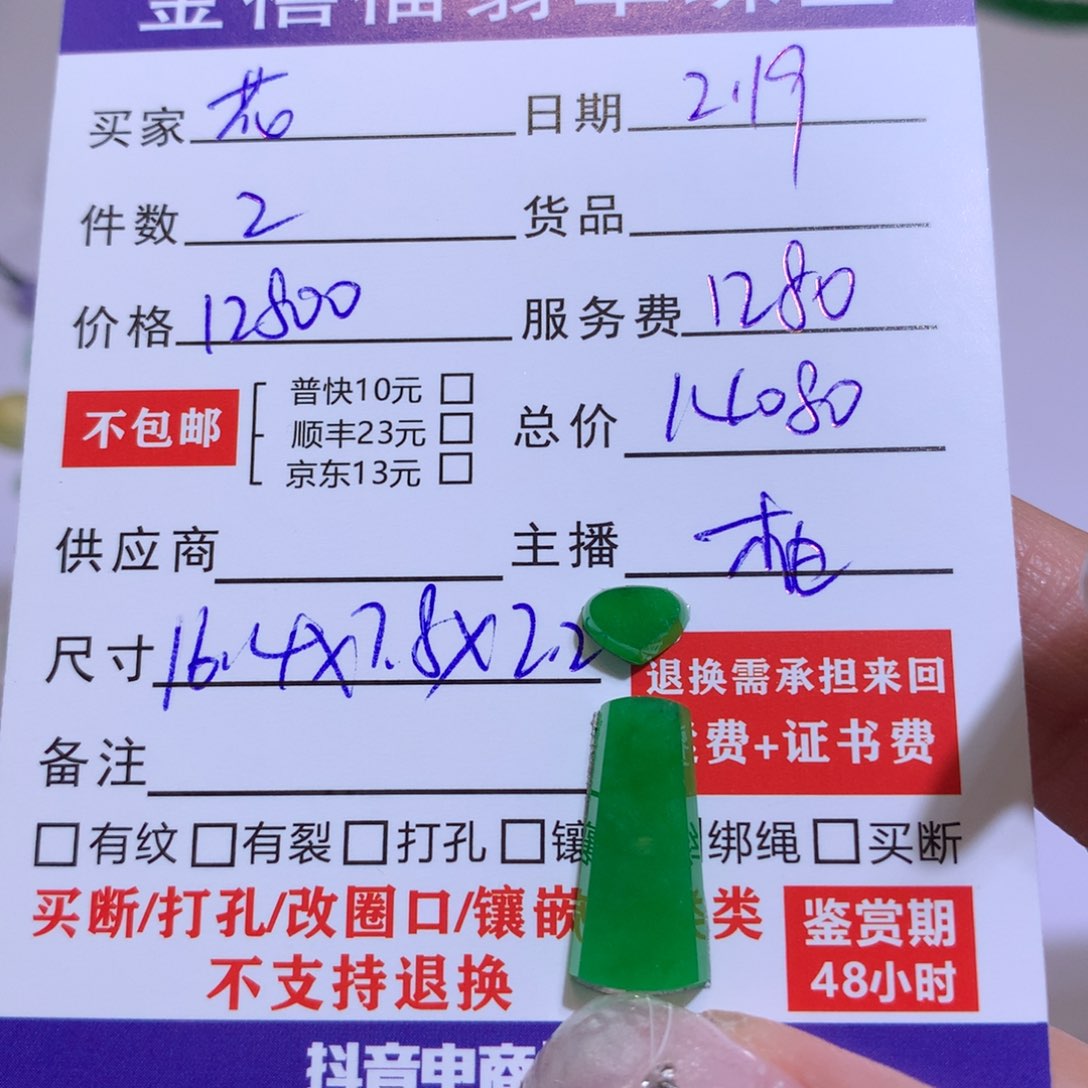 买家 花 日期 2.19
件数 2 货品
价格 12800 服务费 1280
不包邮 普快10元 总价 14080
顺丰23元
京东13元
供应商 主播 柏
尺寸 16.4x7.8x2.2
退换需承担来回
费+证书费
备注
有纹 有裂 打孔 镶 绑绳 买断
买断/打孔/改圈口/镶嵌 类
不支持退换
鉴赏期
48小时
抖音电商